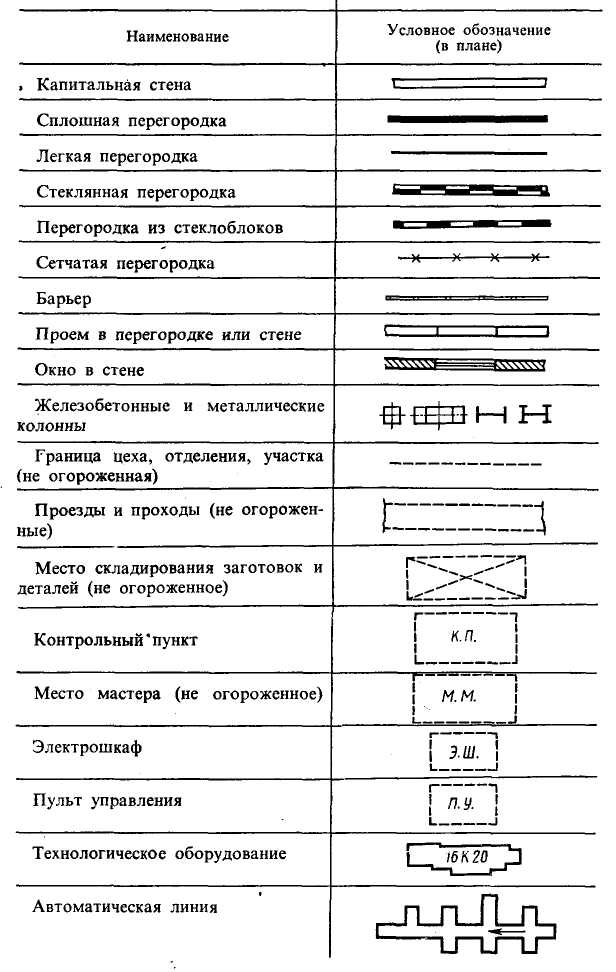 Наименование
Условное обозначение
(в плане)
Капитальная стена
Сплошная перегородка
Легкая перегородка
Стеклянная перегородка
Перегородка из стеклоблоков
Сетчатая перегородка
Барьер
Проем в перегородке или стене
Окно в стене
Железобетонные и металлические
колонны
Граница цеха, отделения, участка
(не огороженная)
Проезды и проходы (не огорожен-
ные)
Место складирования заготовок и
деталей (не огороженное)
Контрольный пункт
К.П.
Место мастера (не огороженное)
М.М.
Электрошкаф
Э.Ш.
Пульт управления
П.У.
Технологическое оборудование
16К20
Автоматическая линия